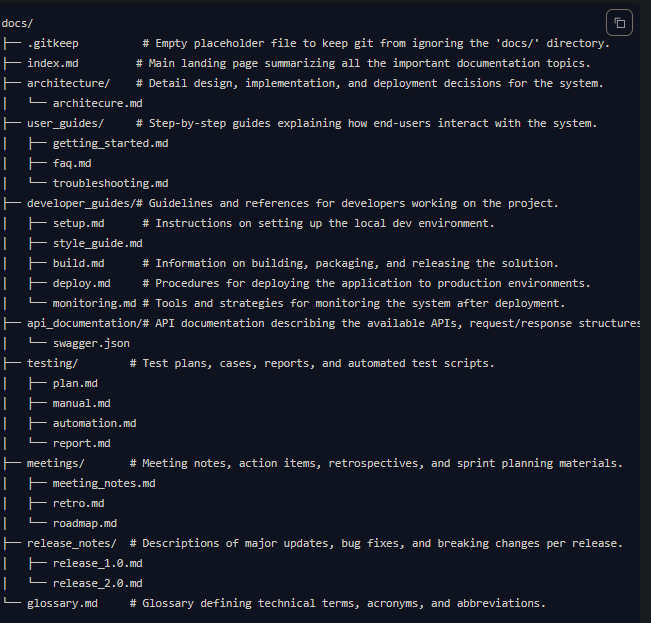 docs/
├── .gitkeep          # Empty placeholder file to keep git from ignoring the 'docs/' directory.
├── index.md         # Main landing page summarizing all the important documentation topics.
├── architecture/    # Detail design, implementation, and deployment decisions for the system.
│   └── architecure.md
├── user_guides/     # Step-by-step guides explaining how end-users interact with the system.
│   ├── getting_started.md
│   ├── faq.md
│   └── troubleshooting.md
├── developer_guides/# Guidelines and references for developers working on the project.
│   ├── setup.md      # Instructions on setting up the local dev environment.
│   ├── style_guide.md
│   ├── build.md      # Information on building, packaging, and releasing the solution.
│   ├── deploy.md     # Procedures for deploying the application to production environments.
│   └── monitoring.md # Tools and strategies for monitoring the system after deployment.
├── api_documentation/# API documentation describing the available APIs, request/response structures
│   └── swagger.json
├── testing/        # Test plans, cases, reports, and automated test scripts.
│   ├── plan.md
│   ├── manual.md
│   ├── automation.md
│   └── report.md
├── meetings/       # Meeting notes, action items, retrospectives, and sprint planning materials.
│   ├── meeting_notes.md
│   ├── retro.md
│   └── roadmap.md
├── release_notes/  # Descriptions of major updates, bug fixes, and breaking changes per release.
│   ├── release_1.0.md
│   └── release_2.0.md
└── glossary.md     # Glossary defining technical terms, acronyms, and abbreviations.